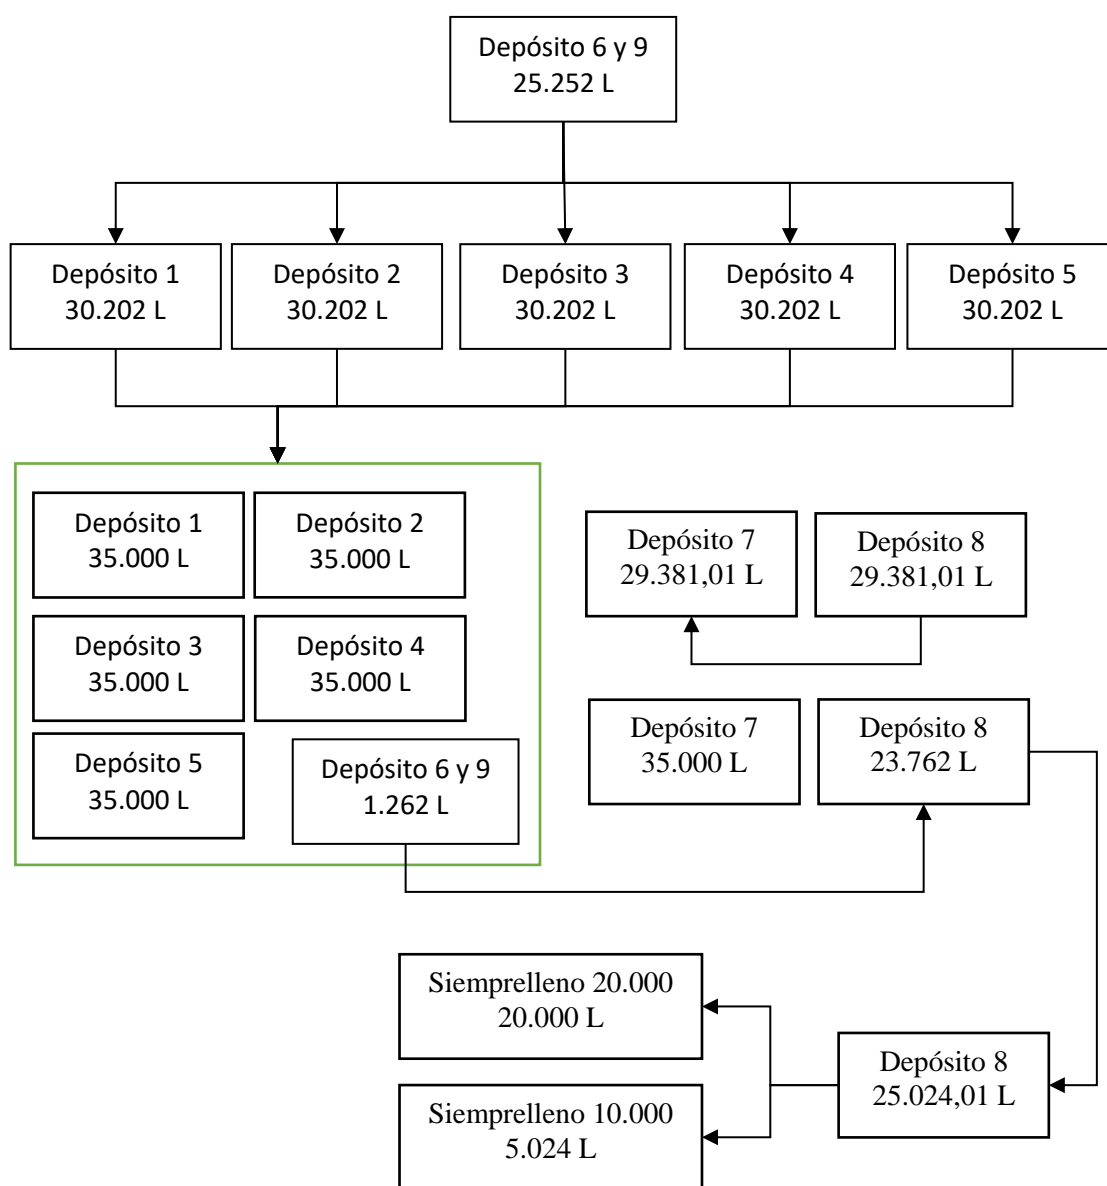 Depósito 6 y 9
25.252 L
Depósito 1
30.202 L
Depósito 2
30.202 L
Depósito 3
30.202 L
Depósito 4
30.202 L
Depósito 5
30.202 L
Depósito 1
35.000 L
Depósito 2
35.000 L
Depósito 3
35.000 L
Depósito 4
35.000 L
Depósito 5
35.000 L
Depósito 6 y 9
1.262 L
Depósito 7
29.381,01 L
Depósito 8
29.381,01 L
Depósito 7
35.000 L
Depósito 8
23.762 L
Siemprelleno 20.000
20.000 L
Depósito 8
25.024,01 L
Siemprelleno 10.000
5.024 L